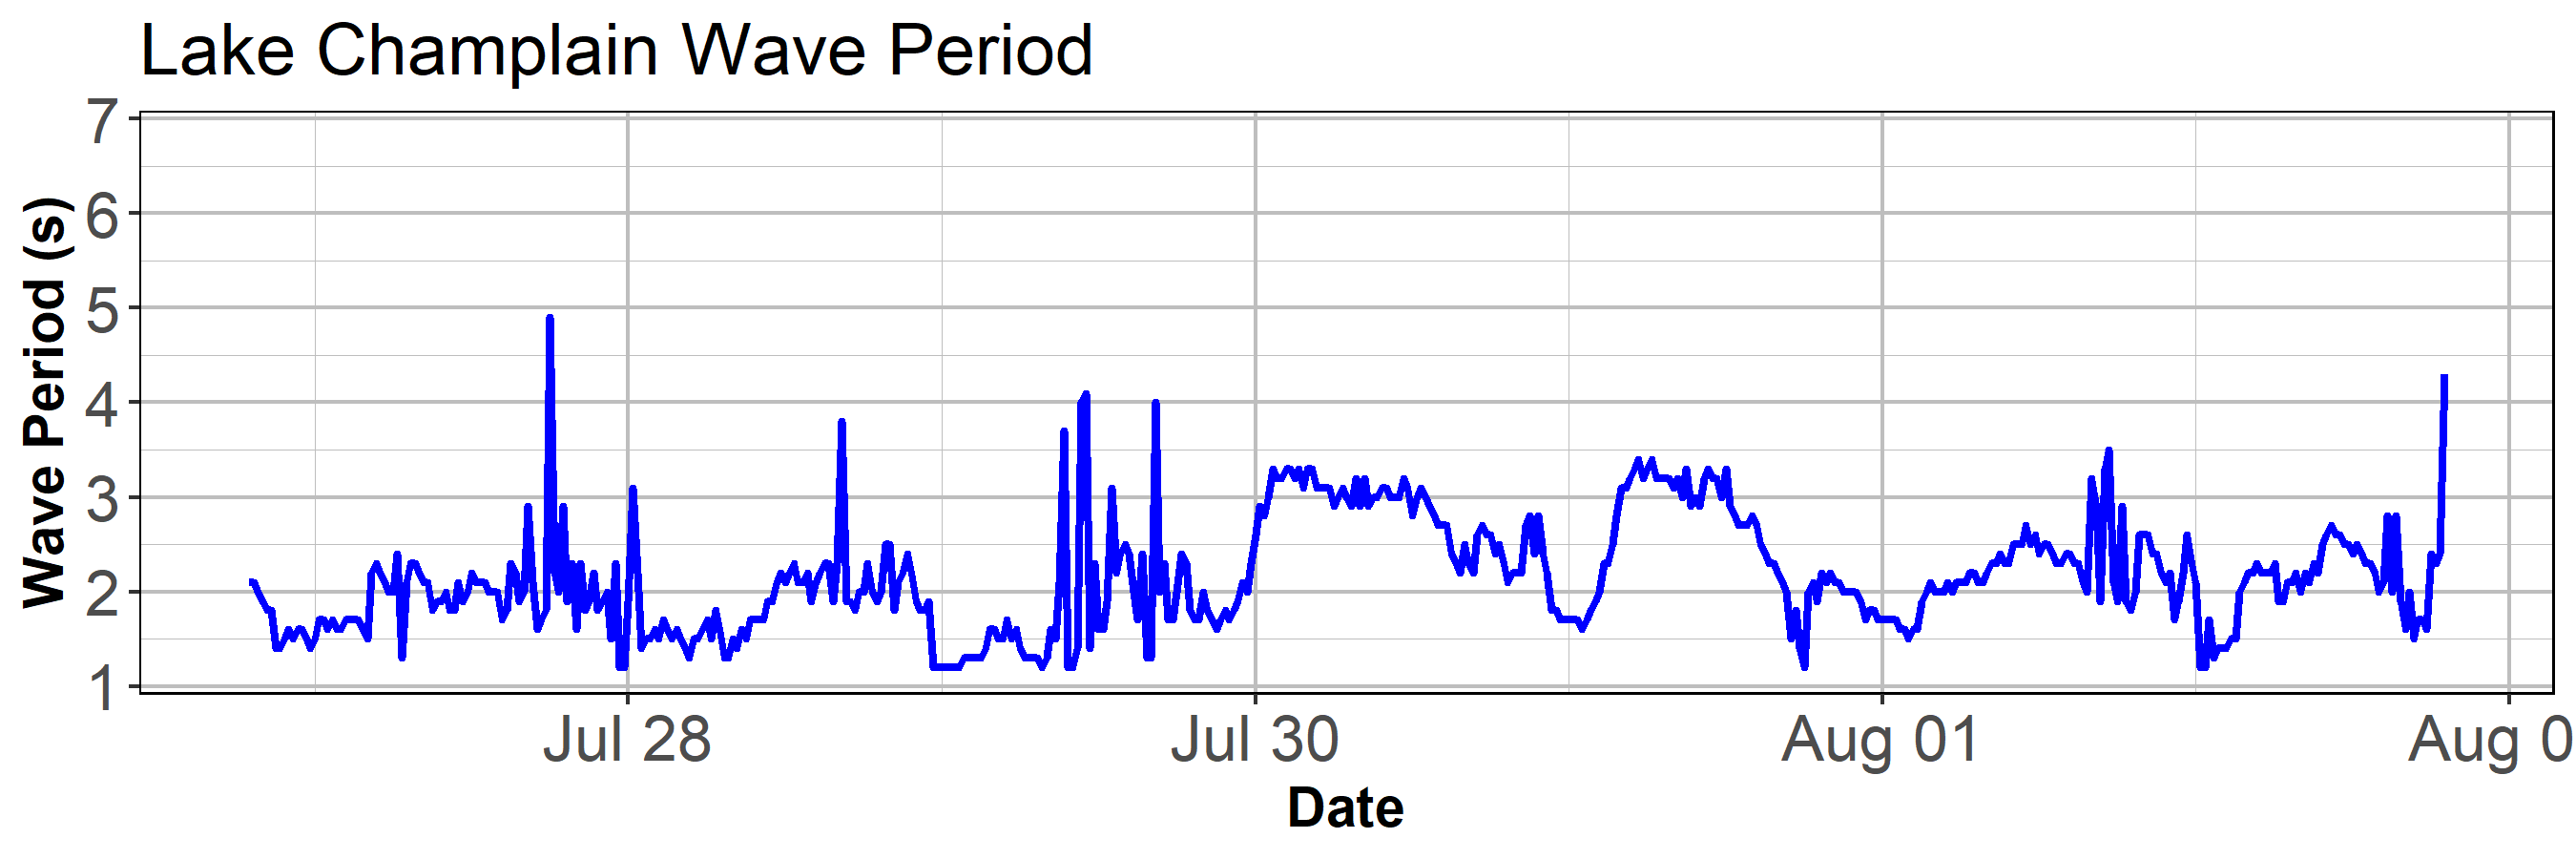 Lake Champlain Wave Period
Wave Period (s)
7
6
5
4
3
2
1
Jul 28
Jul 30
Aug 01
Aug 0
Date